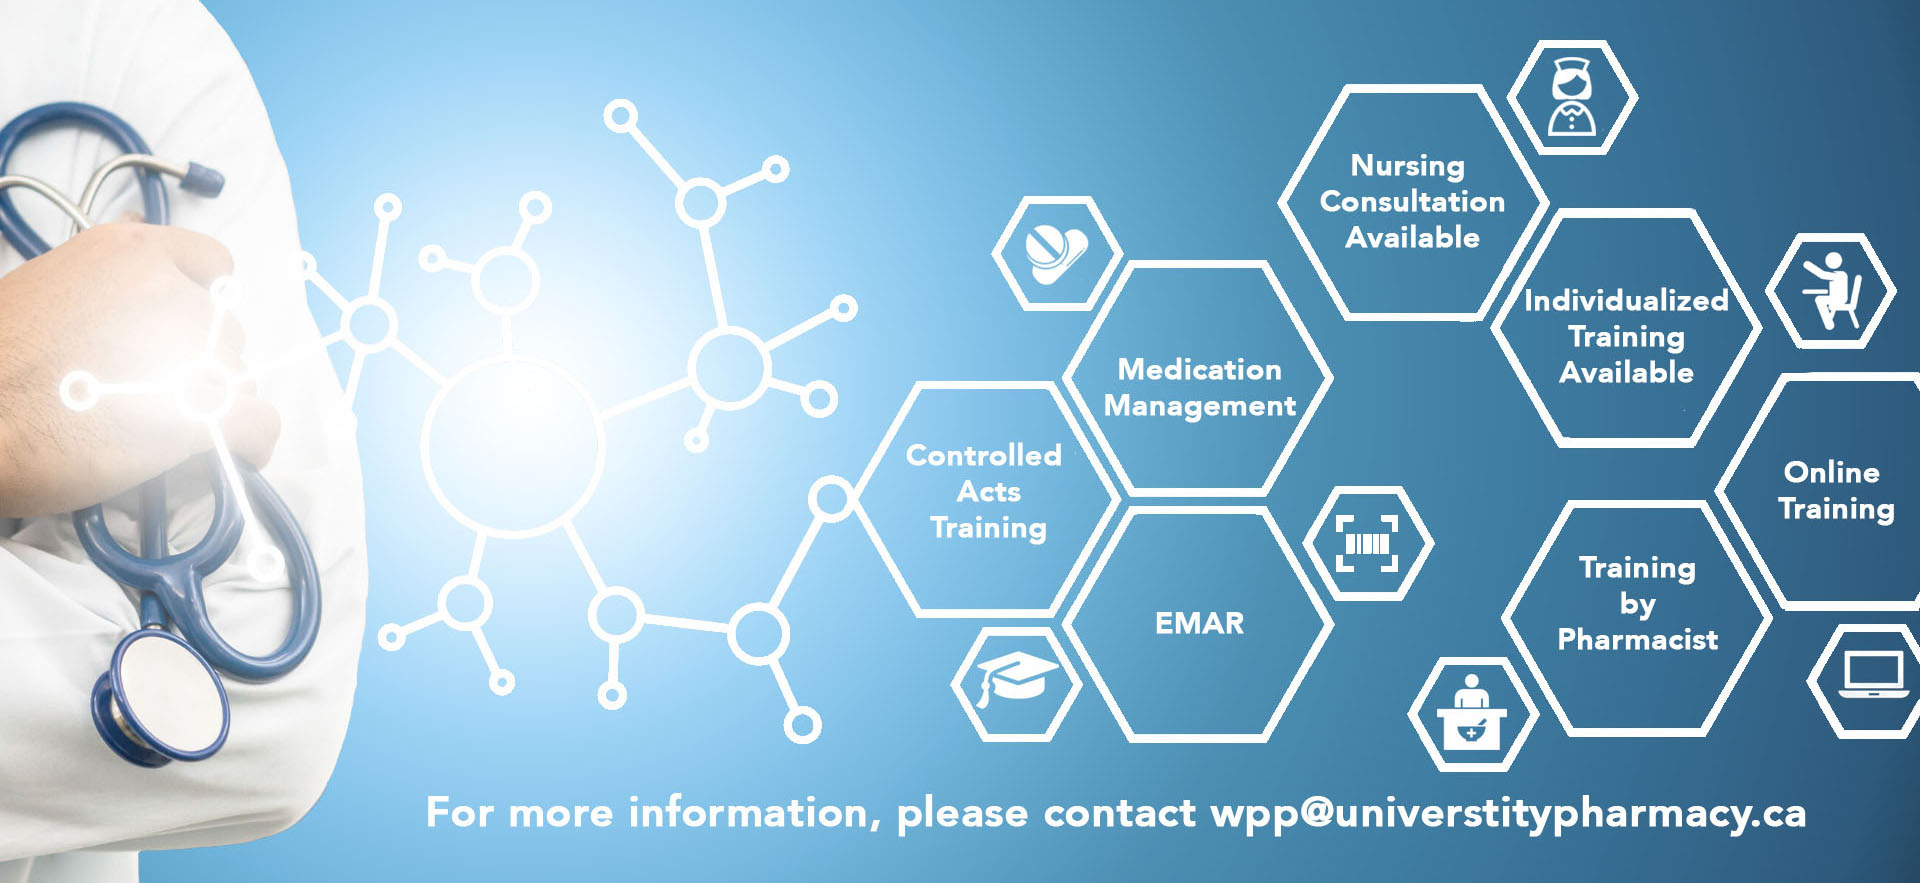 Nursing
Consultation
Available
Individualized
Training
Available
Medication
Management
Controlled
Acts
Training
Online
Training
EMAR
Training
by
Pharmacist
For more information, please contact wpp@universtitypharmacy.ca